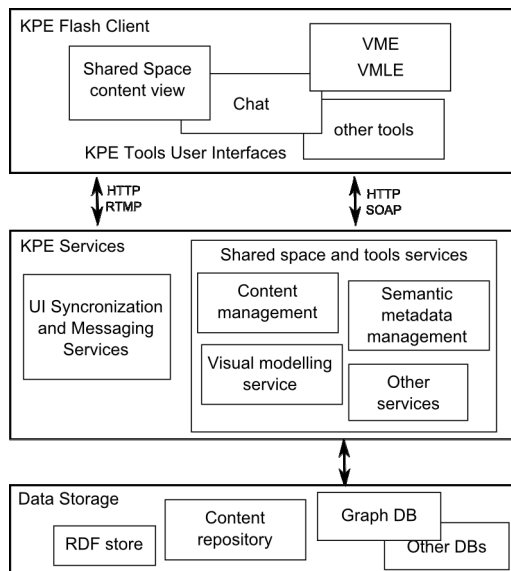 KPE Flash Client
VME
VMLE
Shared Space
content view
Chat
other tools
KPE Tools User Interfaces
HTTP
RTMP
HTTP
SOAP
KPE Services
Shared space and tools services
UI Syncronization
and Messaging
Services
Content
management
Semantic
metadata
management
Visual modelling
service
Other
services
Data Storage
RDF store
Content
repository
Graph DB
Other DBs